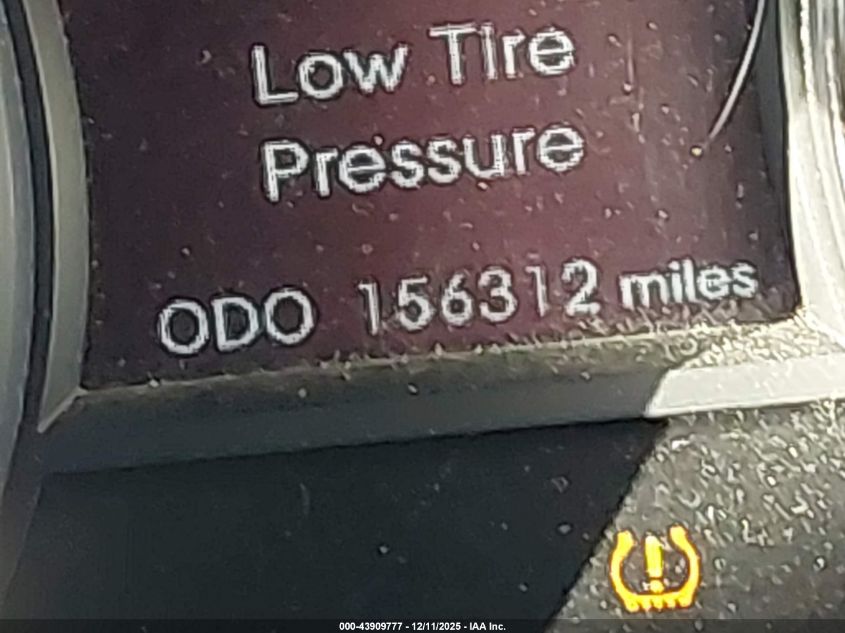 Low Tire
Pressure
ODO 156312 miles
000-43909777 - 12/11/2025 - IAA Inc.